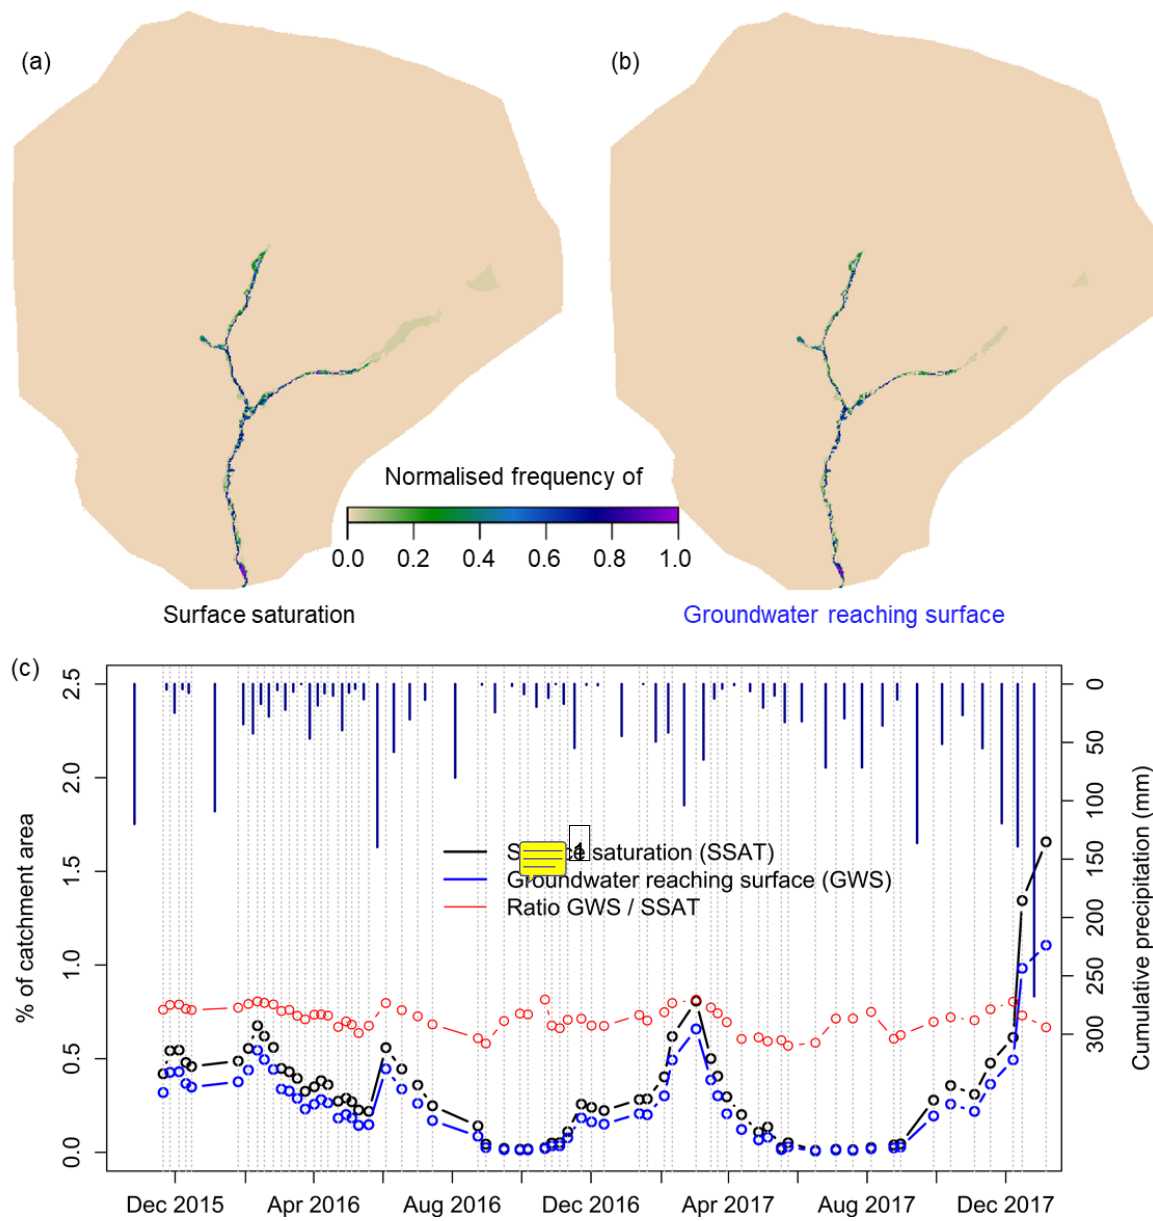 (a)
(b)
Normalised frequency of
0.0 0.2 0.4 0.6 0.8 1.0
Surface saturation
Groundwater reaching surface
(c)
% of catchment area
2.5
2.0
1.5
1.0
0.5
0.0
saturation (SSAT)
Groundwater reaching surface (GWS)
Ratio GWS / SSAT
0
50
100
150
200
250
300
Cumulative precipitation (mm)
Dec 2015 Apr 2016 Aug 2016 Dec 2016 Apr 2017 Aug 2017 Dec 2017